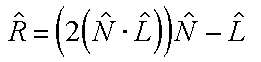 R̂ = (2(N̂ · L̂))N̂ − L̂